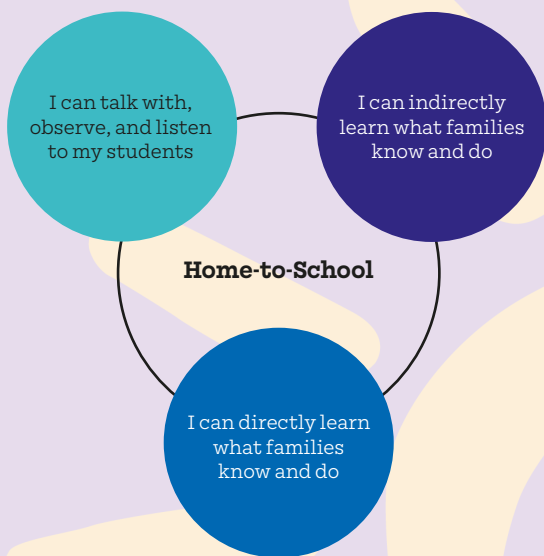 I can talk with,
observe, and listen
to my students
I can indirectly
learn what families
know and do
Home-to-School
I can directly learn
what families
know and do